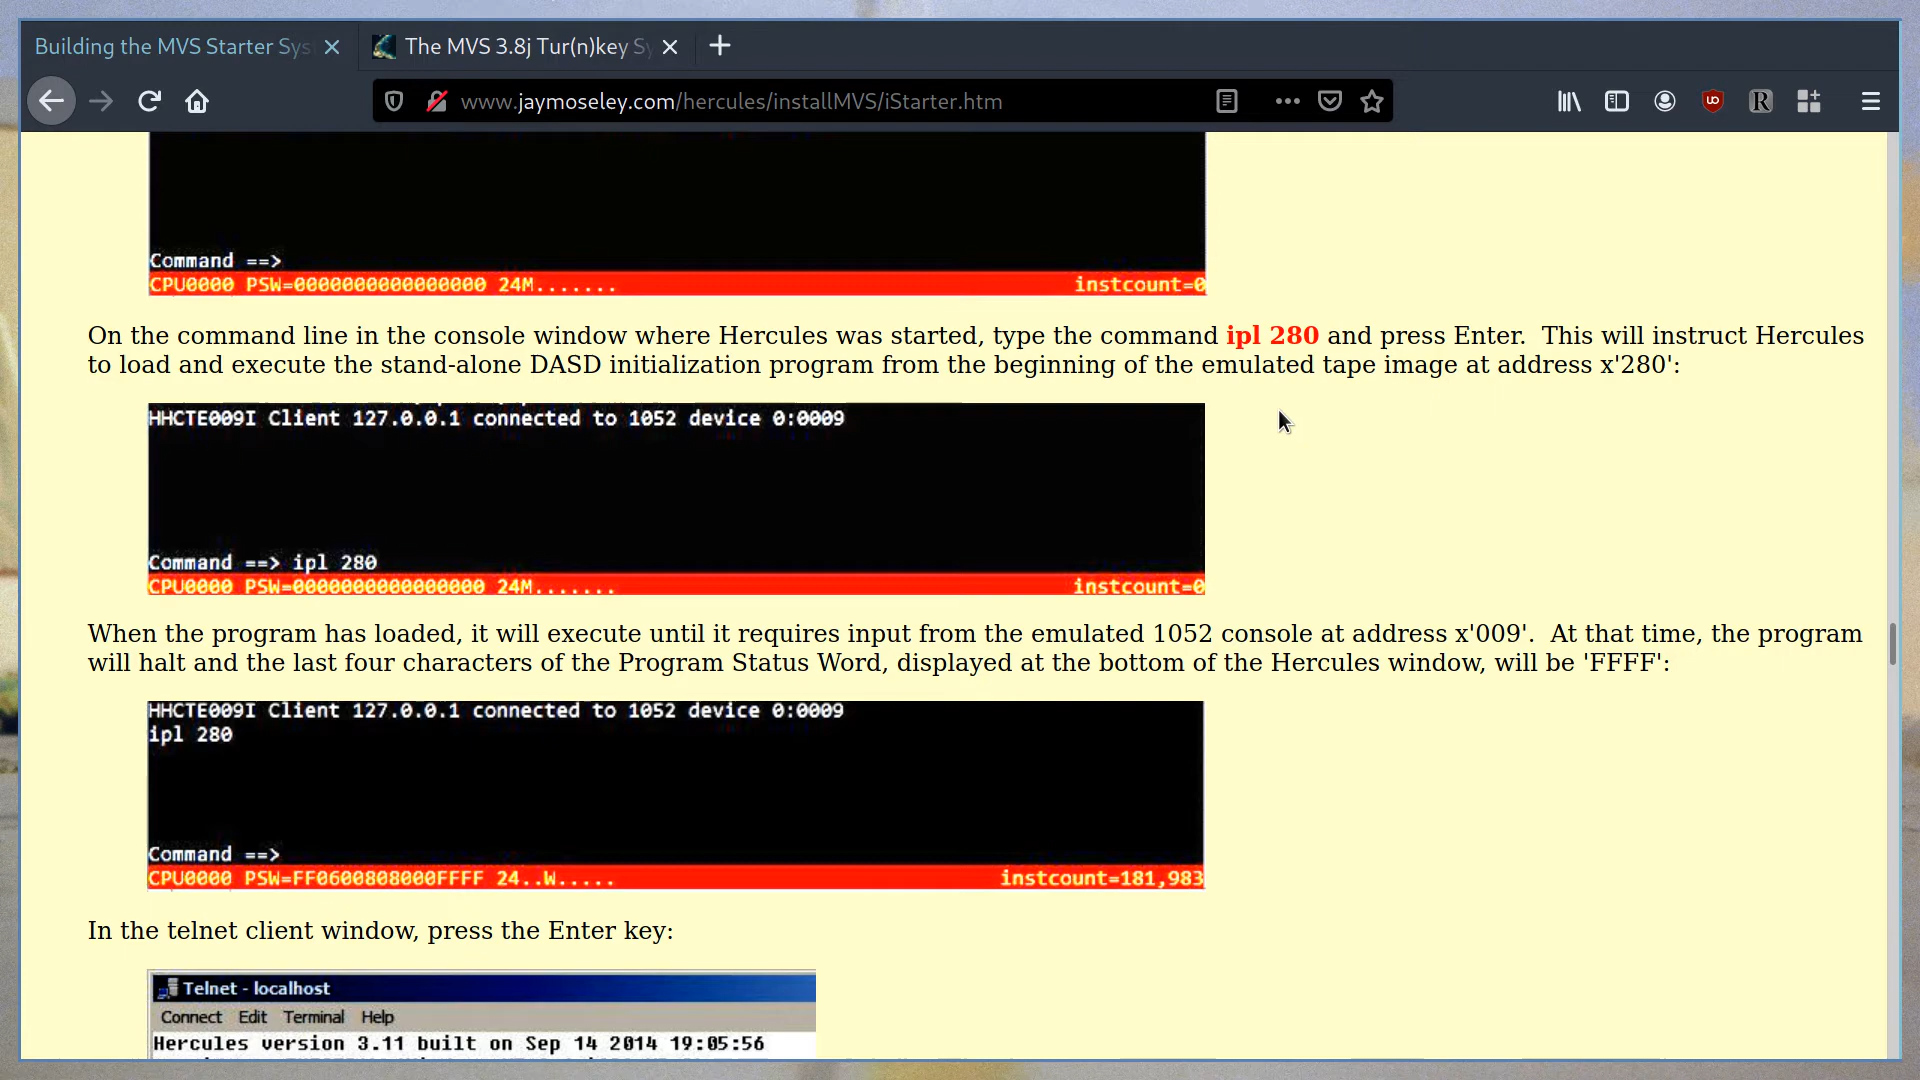 Building the MVS Starter Sys
The MVS 3.8j Tur(n)key Sy
www.jaymoseley.com/hercules/installMVS/iStarter.htm
Command ==>
CPU0000 PSW=0000000000000000 24M....... instcount=0
On the command line in the console window where Hercules was started, type the command ipl 280 and press Enter.  This will instruct Hercules
to load and execute the stand-alone DASD initialization program from the beginning of the emulated tape image at address x'280':
HHCTE009I Client 127.0.0.1 connected to 1052 device 0:0009
Command ==> ipl 280
CPU0000 PSW=0000000000000000 24M....... instcount=0
When the program has loaded, it will execute until it requires input from the emulated 1052 console at address x'009'.  At that time, the program
will halt and the last four characters of the Program Status Word, displayed at the bottom of the Hercules window, will be 'FFFF':
HHCTE009I Client 127.0.0.1 connected to 1052 device 0:0009
ipl 280
Command ==>
CPU0000 PSW=FF0600808000FFFF 24..W..... instcount=181,983
In the telnet client window, press the Enter key:
Telnet - localhost
Connect Edit Terminal Help
Hercules version 3.11 built on Sep 14 2014 19:05:56